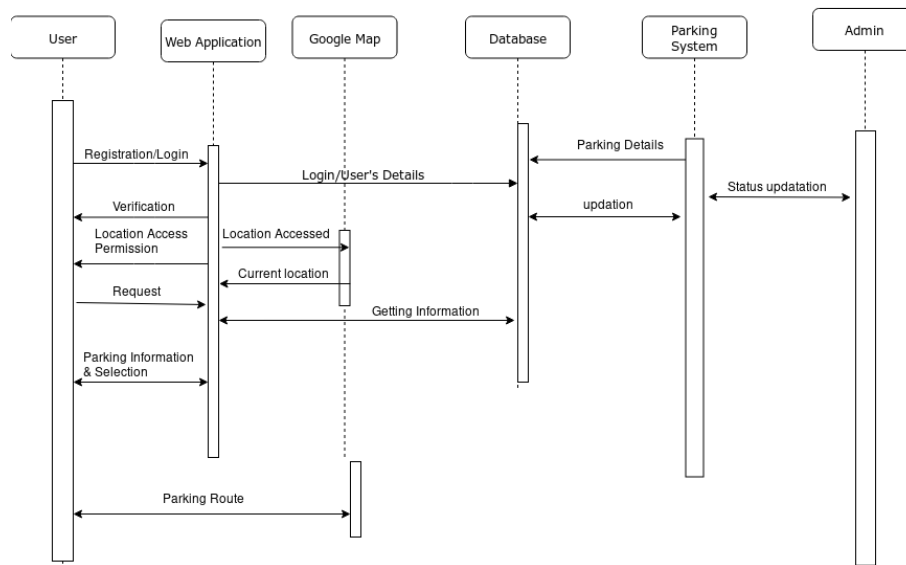 User
Web Application
Google Map
Database
Parking
System
Admin
Registration/Login
Parking Details
Login/User's Details
Status updatation
Verification
updation
Location Access
Permission
Location Accessed
Current location
Request
Getting Information
Parking Information
& Selection
Parking Route